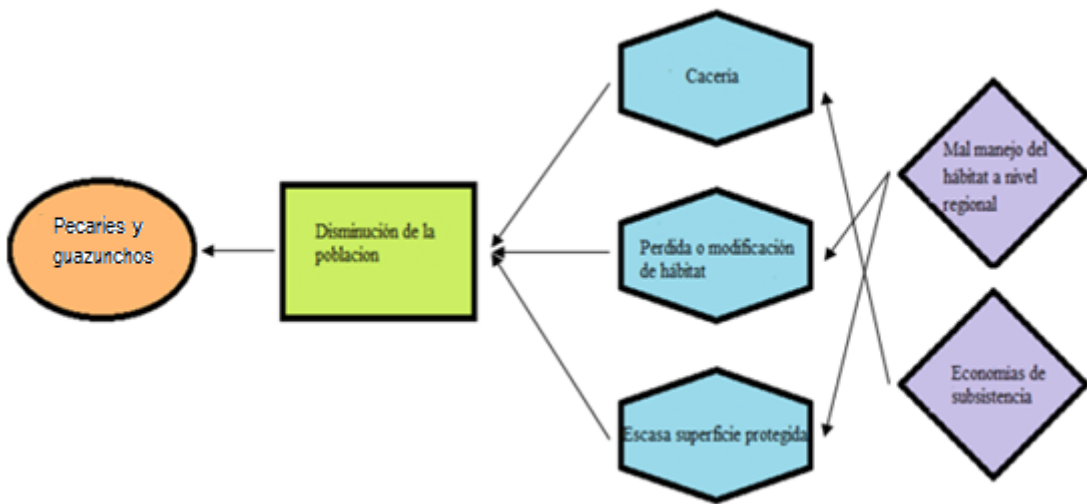 Pecaries y
guazunchos
Disminución de la
poblacion
Caceria
Perdida o modificación
de hábitat
Escasa superficie protegida
Mal manejo del
hábitat a nivel
regional
Economias de
subsistencia